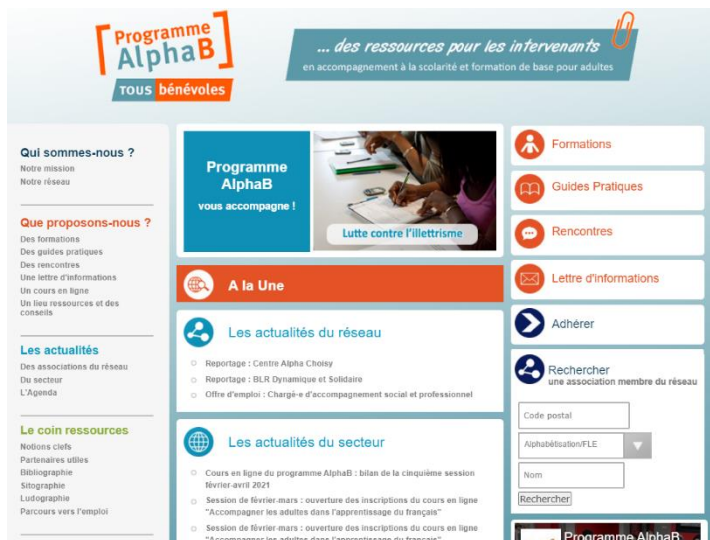 Programme
AlphaB
TOUS bénévoles
... des ressources pour les intervenants
en accompagnement à la scolarité et formation de base pour adultes
Qui sommes-nous ?
Notre mission
Notre réseau
Que proposons-nous ?
Des formations
Des guides pratiques
Des rencontres
Une lettre d'informations
Un cours en ligne
Un lieu ressources et des
conseils
Les actualités
Des associations du réseau
Du secteur
L'Agenda
Le coin ressources
Notions clefs
Partenaires utiles
Bibliographie
Sitographie
Ludographie
Parcours vers l'emploi
Programme
AlphaB
vous accompagne !
Lutte contre l'illettrisme
A la Une
Les actualités du réseau
Reportage : Centre Alpha Choisy
Reportage : BLR Dynamique et Solidaire
Offre d'emploi : Chargé-e d'accompagnement social et professionnel
Les actualités du secteur
Cours en ligne du programme AlphaB : bilan de la cinquième session
février-avril 2021
Session de février-mars : ouverture des inscriptions du cours en ligne
"Accompagner les adultes dans l'apprentissage du français"
Session de février-mars : ouverture des inscriptions du cours en ligne
"Accompagner les adultes dans l'apprentissage du français"
Formations
Guides Pratiques
Rencontres
Lettre d'informations
Adhérer
Rechercher
une association membre du réseau
Code postal
Alphabétisation/FLE
Nom
Rechercher
Programme AlphaB